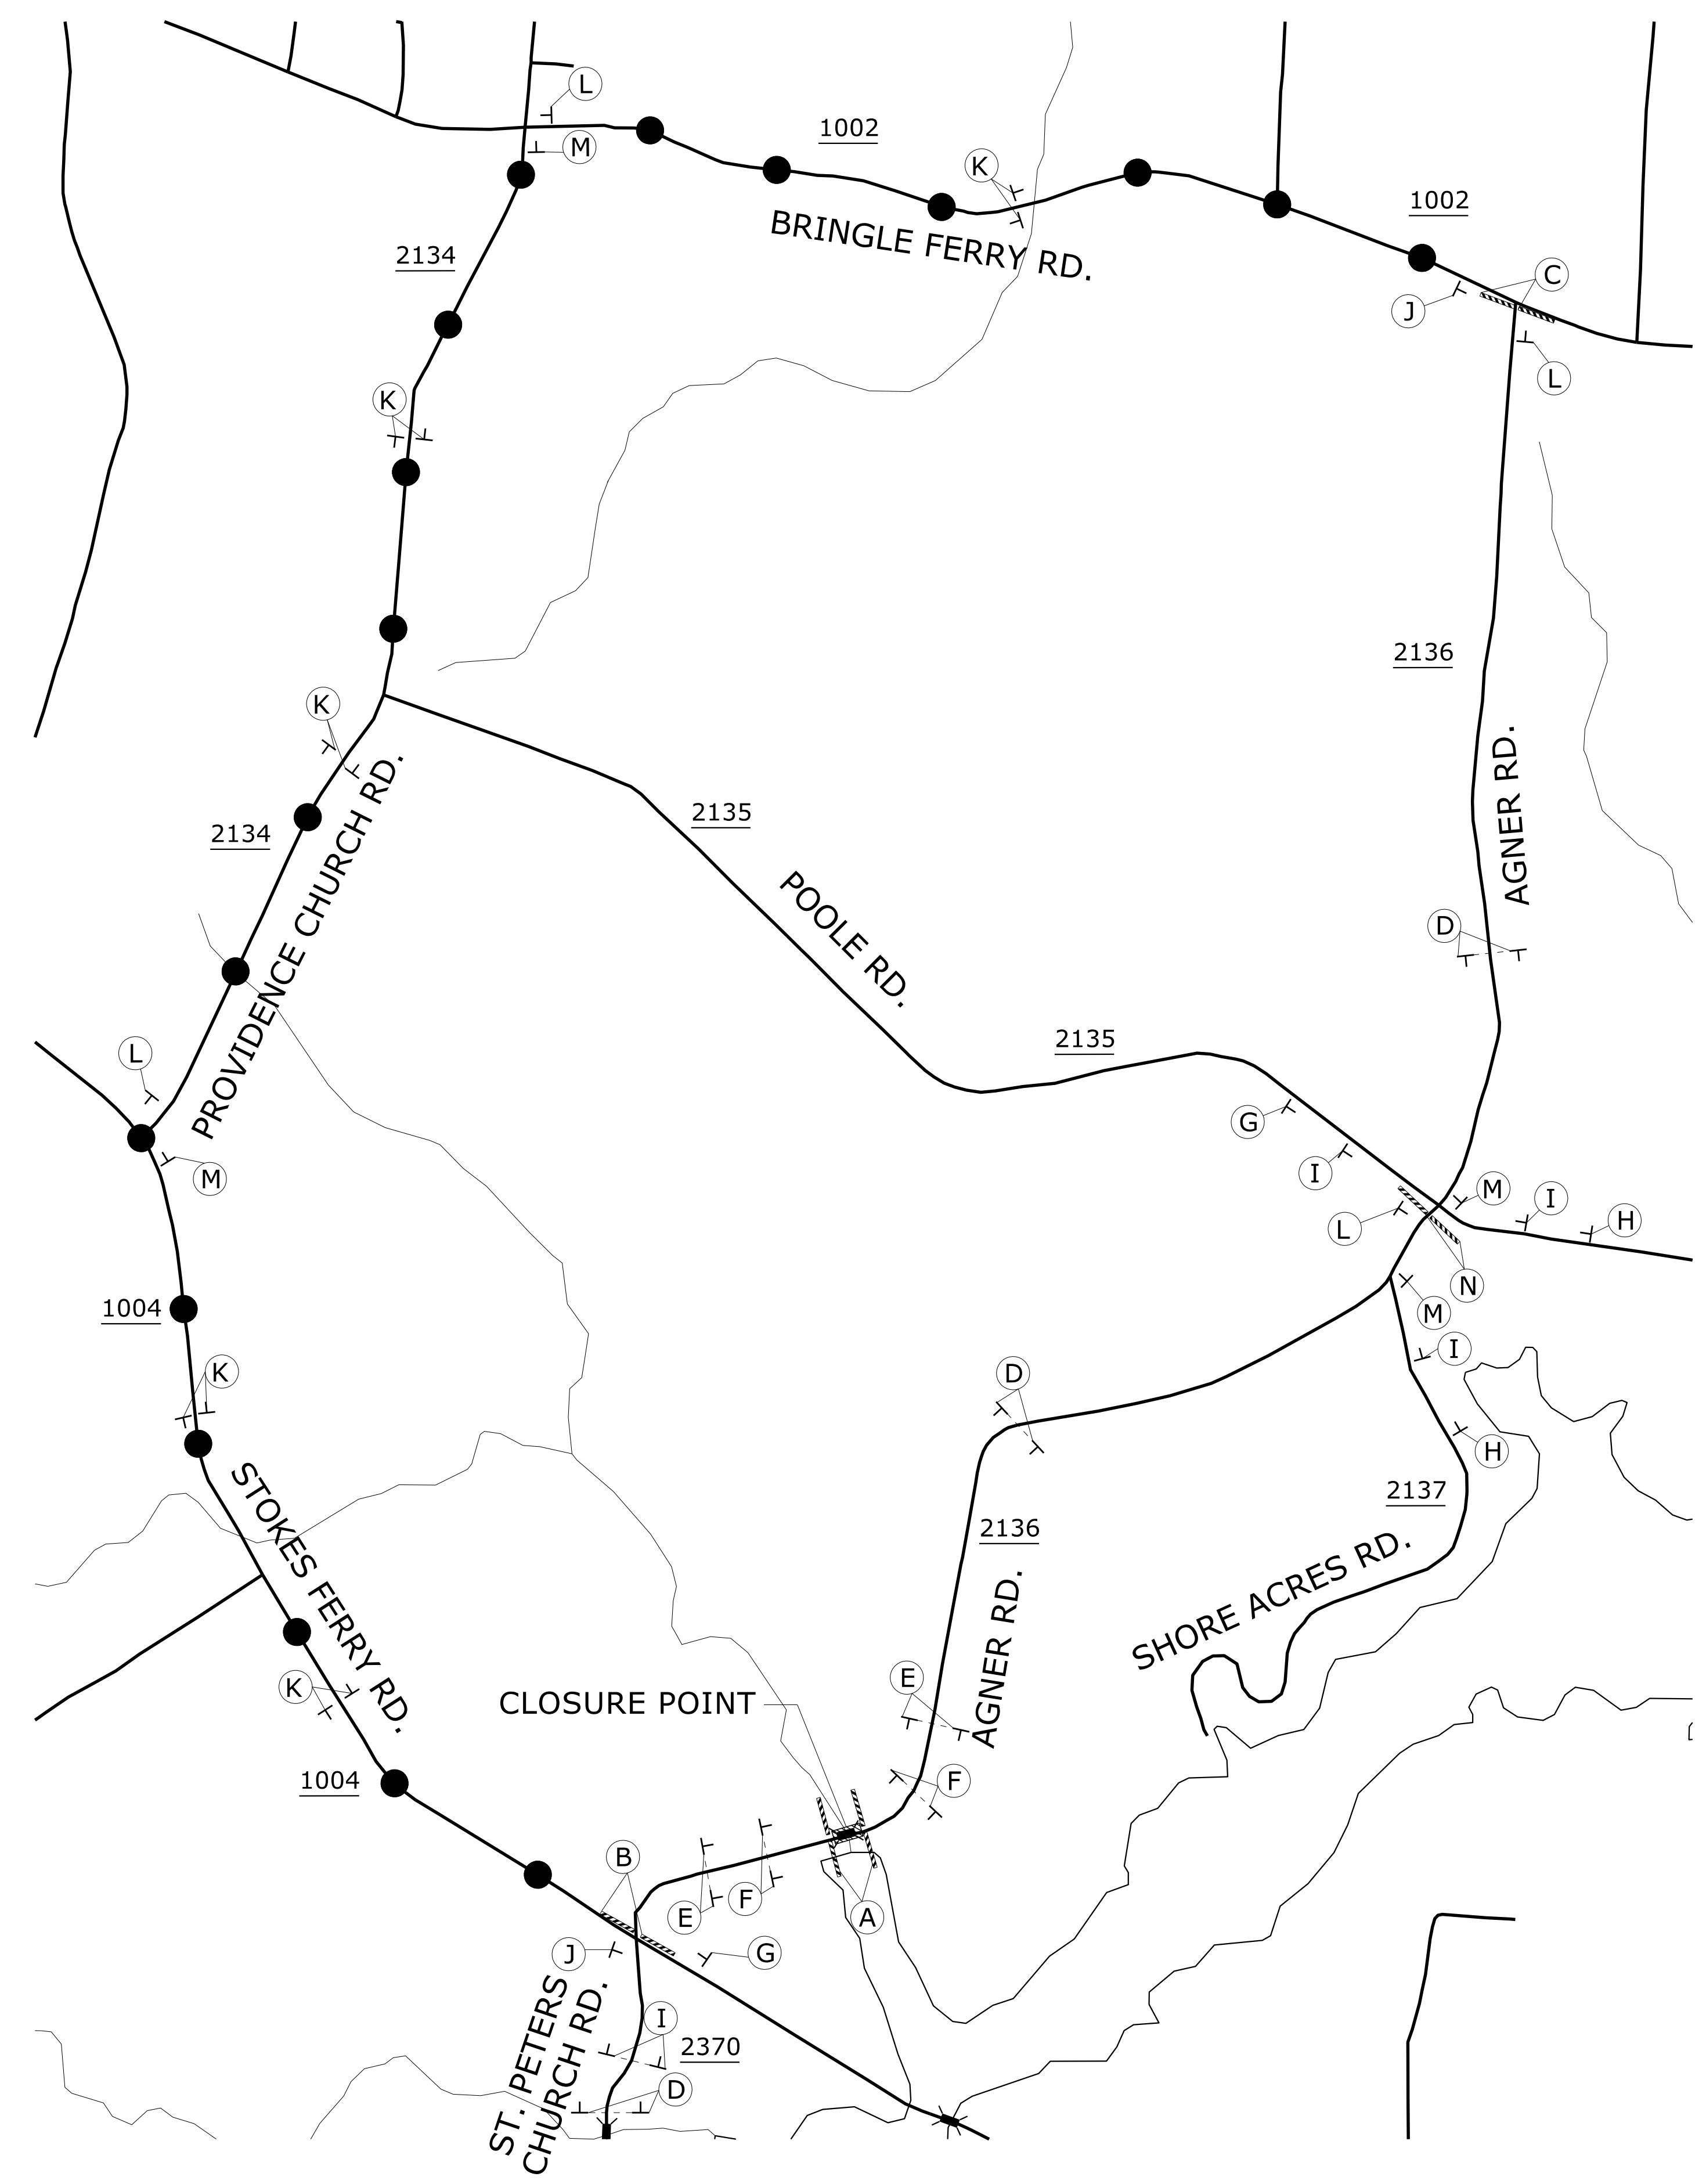 L
1002
M
K
1002
BRINGLE FERRY RD.
2134
C
J
L
K
2136
K
AGNER RD.
2135
2134
PROVIDENCE CHURCH RD.
POOLE RD.
D
2135
L
G
M
I
M
I
H
L
N
1004
M
I
K
D
H
STOKES FERRY RD.
2137
2136
SHORE ACRES RD.
AGNER RD.
E
K
CLOSURE POINT
1004
F
B
F
E
A
J
G
ST. PETERS
CHURCH RD.
I
2370
D